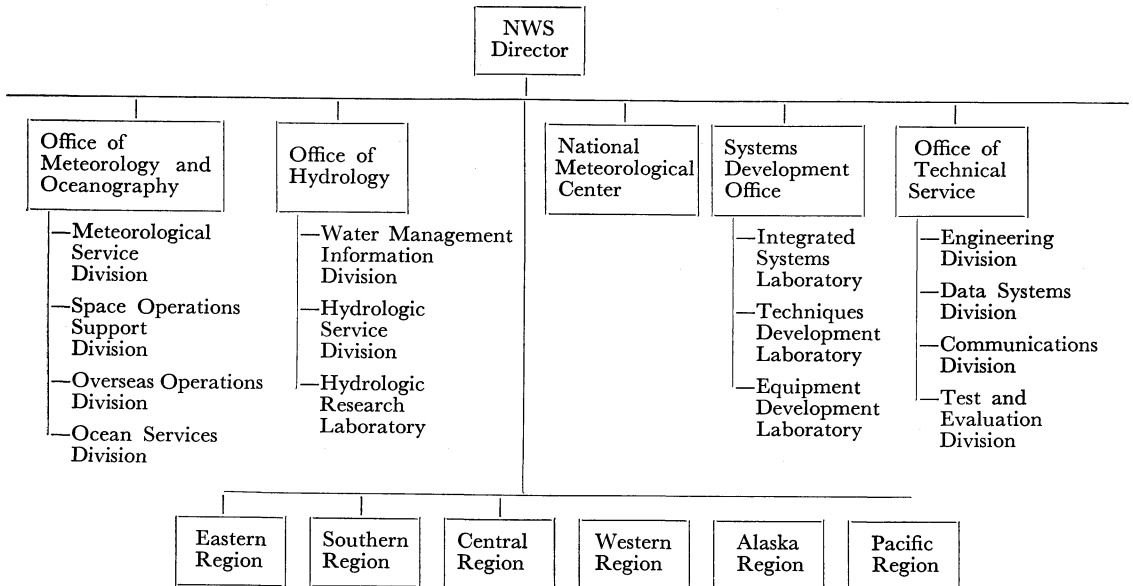 NWS
Director
Office of
Meteorology and
Oceanography
—Meteorological
Service
Division
—Space Operations
Support
Division
—Overseas Operations
Division
—Ocean Services
Division
Office of
Hydrology
—Water Management
Information
Division
—Hydrologic
Service
Division
—Hydrologic
Research
Laboratory
National
Meteorological
Center
Systems
Development
Office
—Integrated
Systems
Laboratory
—Techniques
Development
Laboratory
—Equipment
Development
Laboratory
Office of
Technical
Service
—Engineering
Division
—Data Systems
Division
—Communications
Division
—Test and
Evaluation
Division
Eastern
Region
Southern
Region
Central
Region
Western
Region
Alaska
Region
Pacific
Region